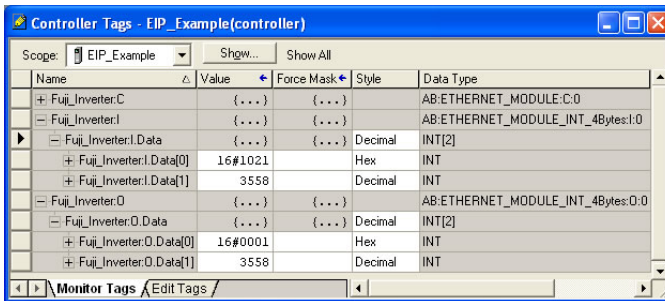 Controller Tags - EIP_Example(controller)
Scope: EIP_Example Show... Show All
Name Value Force Mask Style Data Type
+ Fuji_Inverter:C {...} {...} AB:ETHERNET_MODULE:C:0
- Fuji_Inverter:I {...} {...} AB:ETHERNET_MODULE_INT_4Bytes:I:0
- Fuji_Inverter:I.Data {...} {...} Decimal INT[2]
+ Fuji_Inverter:I.Data[0] 16#1021 Hex INT
+ Fuji_Inverter:I.Data[1] 3558 Decimal INT
- Fuji_Inverter:O {...} {...} AB:ETHERNET_MODULE_INT_4Bytes:O:0
- Fuji_Inverter:O.Data {...} {...} Decimal INT[2]
+ Fuji_Inverter:O.Data[0] 16#0001 Hex INT
+ Fuji_Inverter:O.Data[1] 3558 Decimal INT
Monitor Tags Edit Tags